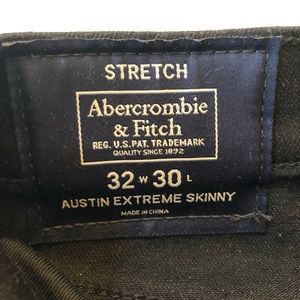 STRETCH
Abercrombie
& Fitch
REG. U.S. PAT. TRADEMARK
QUALITY SINCE 1892
32 W 30 L
AUSTIN EXTREME SKINNY
MADE IN CHINA